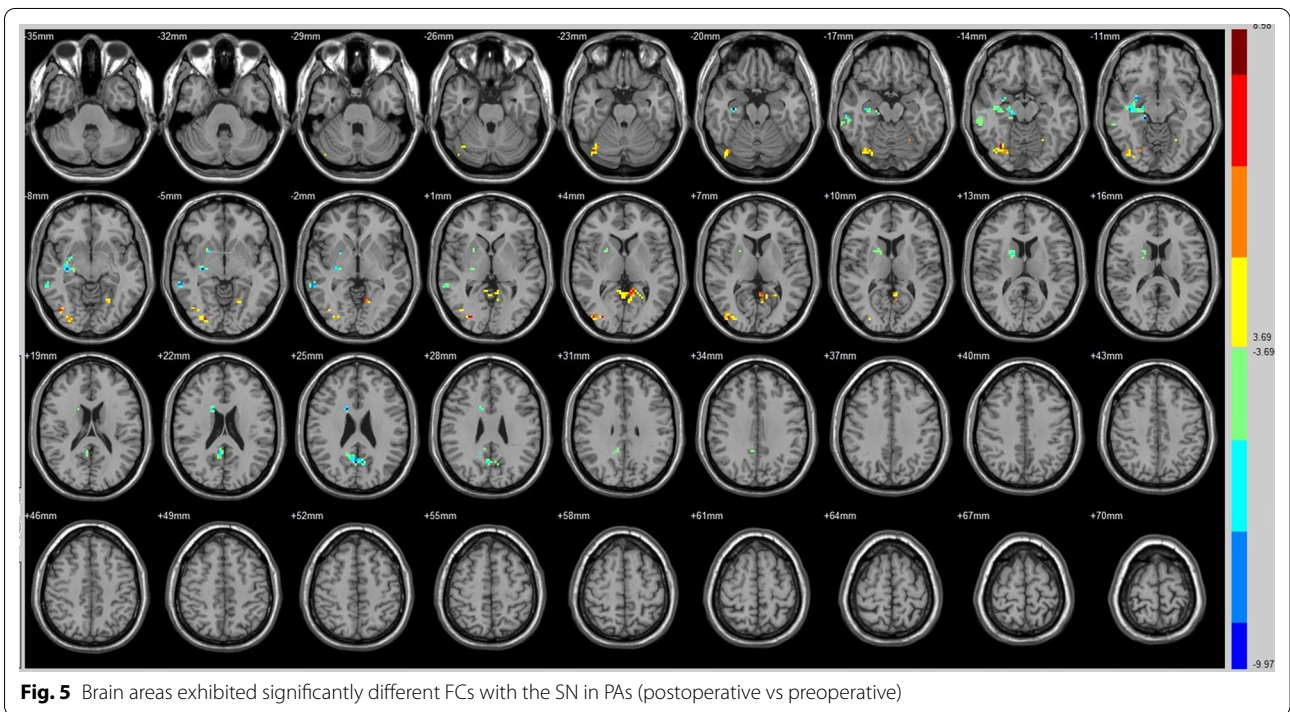 -35mm -32mm -29mm -26mm -23mm -20mm -17mm -14mm -11mm 8.58
-8mm -5mm -2mm +1mm +4mm +7mm +10mm +13mm +16mm
3.69
-3.69
+19mm +22mm +25mm +28mm +31mm +34mm +37mm +40mm +43mm
+46mm +49mm +52mm +55mm +58mm +61mm +64mm +67mm +70mm
-9.97
Fig. 5 Brain areas exhibited significantly different FCs with the SN in PAs (postoperative vs preoperative)